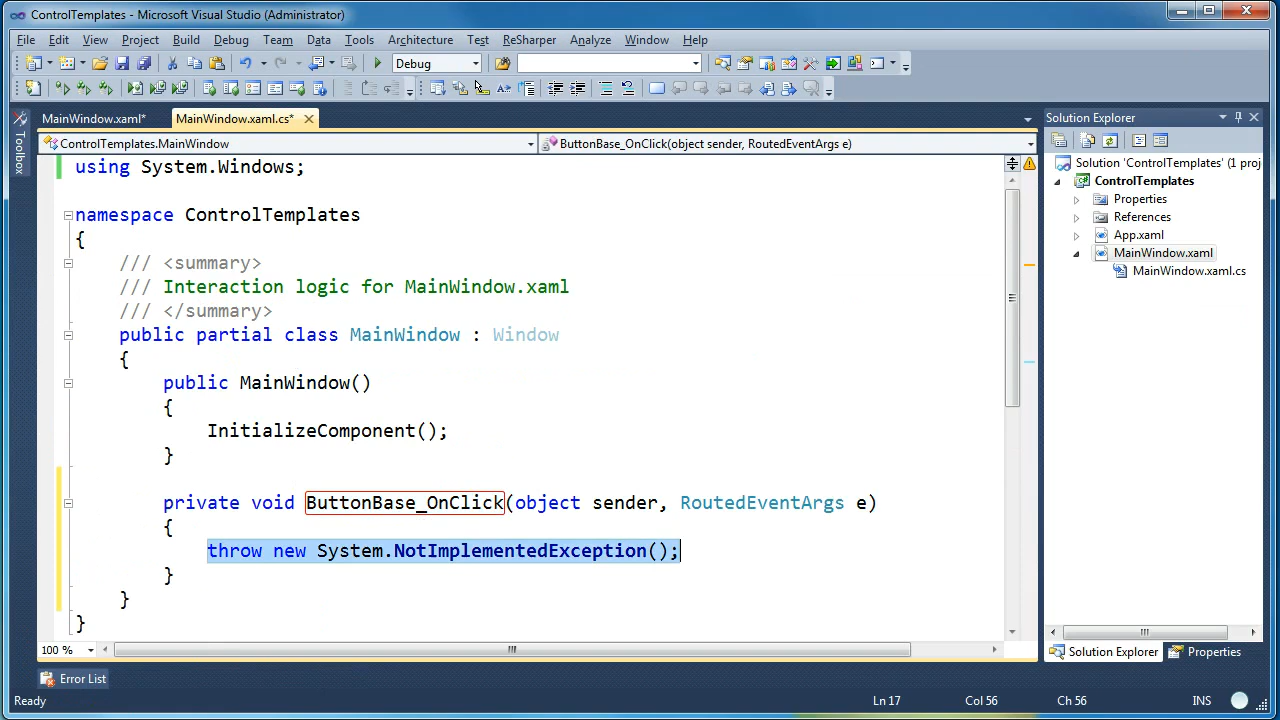 ControlTemplates - Microsoft Visual Studio (Administrator)
File Edit View Project Build Debug Team Data Tools Architecture Test ReSharper Analyze Window Help
Debug
MainWindow.xaml* MainWindow.xaml.cs*
Toolbox
ControlTemplates.MainWindow ButtonBase_OnClick(object sender, RoutedEventArgs e)
using System.Windows;
namespace ControlTemplates
{
/// <summary>
/// Interaction logic for MainWindow.xaml
/// </summary>
public partial class MainWindow : Window
{
public MainWindow()
{
InitializeComponent();
}
private void ButtonBase_OnClick(object sender, RoutedEventArgs e)
{
throw new System.NotImplementedException();
}
}
}
100 %
Solution Explorer
Solution 'ControlTemplates' (1 proj
ControlTemplates
Properties
References
App.xaml
MainWindow.xaml
MainWindow.xaml.cs
Solution Explorer Properties
Error List
Ready Ln 17 Col 56 Ch 56 INS